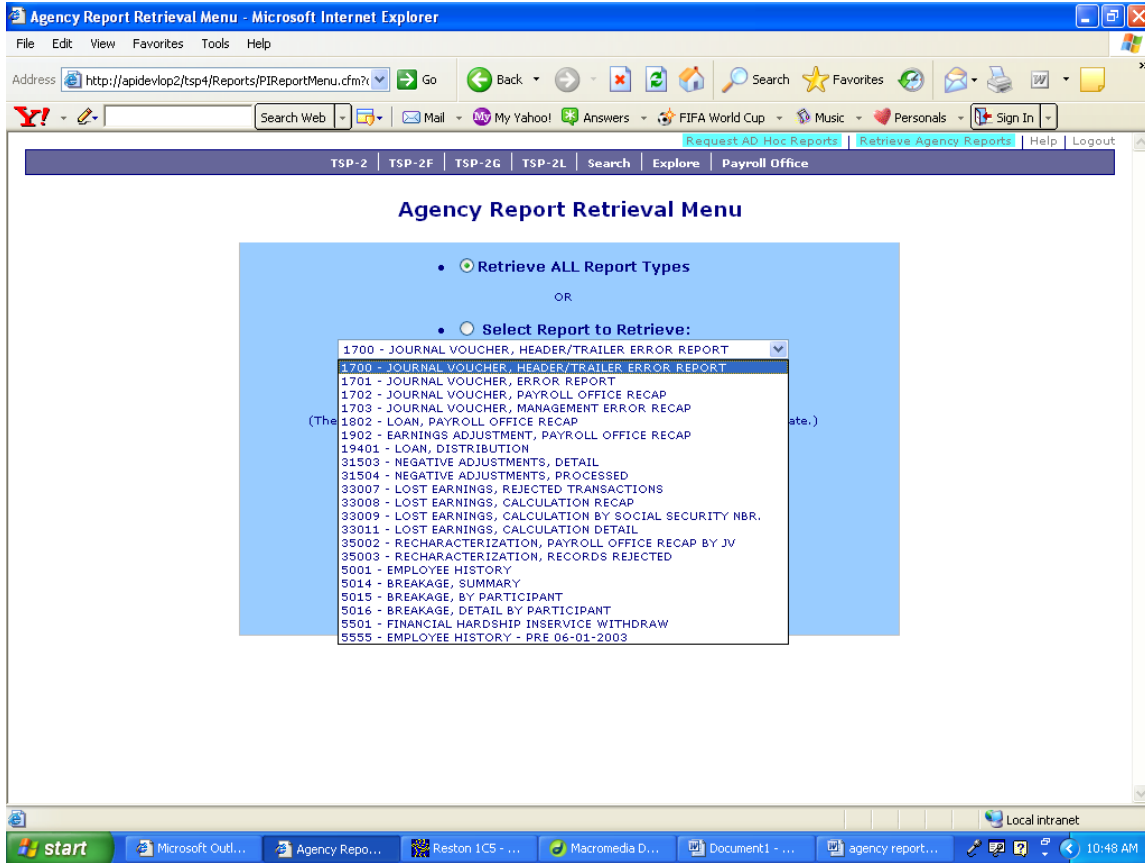 Agency Report Retrieval Menu - Microsoft Internet Explorer
File Edit View Favorites Tools Help
Address http://apidevlop2/tsp4/Reports/PIReportMenu.cfm? Go Back Search Favorites
Y! Search Web Mail My Yahoo! Answers FIFA World Cup Music Personals Sign In
Request AD Hoc Reports | Retrieve Agency Reports | Help | Logout
TSP-2 | TSP-2F | TSP-2G | TSP-2L | Search | Explore | Payroll Office
Agency Report Retrieval Menu
• Retrieve ALL Report Types
OR
• Select Report to Retrieve:
1700 - JOURNAL VOUCHER, HEADER/TRAILER ERROR REPORT
1700 - JOURNAL VOUCHER, HEADER/TRAILER ERROR REPORT
1701 - JOURNAL VOUCHER, ERROR REPORT
1702 - JOURNAL VOUCHER, PAYROLL OFFICE RECAP
1703 - JOURNAL VOUCHER, MANAGEMENT ERROR RECAP
(The 1802 - LOAN, PAYROLL OFFICE RECAP ate.)
1902 - EARNINGS ADJUSTMENT, PAYROLL OFFICE RECAP
19401 - LOAN, DISTRIBUTION
31503 - NEGATIVE ADJUSTMENTS, DETAIL
31504 - NEGATIVE ADJUSTMENTS, PROCESSED
33007 - LOST EARNINGS, REJECTED TRANSACTIONS
33008 - LOST EARNINGS, CALCULATION RECAP
33009 - LOST EARNINGS, CALCULATION BY SOCIAL SECURITY NBR.
33011 - LOST EARNINGS, CALCULATION DETAIL
35002 - RECHARACTERIZATION, PAYROLL OFFICE RECAP BY JV
35003 - RECHARACTERIZATION, RECORDS REJECTED
5001 - EMPLOYEE HISTORY
5014 - BREAKAGE, SUMMARY
5015 - BREAKAGE, BY PARTICIPANT
5016 - BREAKAGE, DETAIL BY PARTICIPANT
5501 - FINANCIAL HARDSHIP INSERVICE WITHDRAW
5555 - EMPLOYEE HISTORY - PRE 06-01-2003
Local intranet
start Microsoft Outl... Agency Repo... Reston 1C5 - ... Macromedia D... Document1 - ... agency report... 10:48 AM